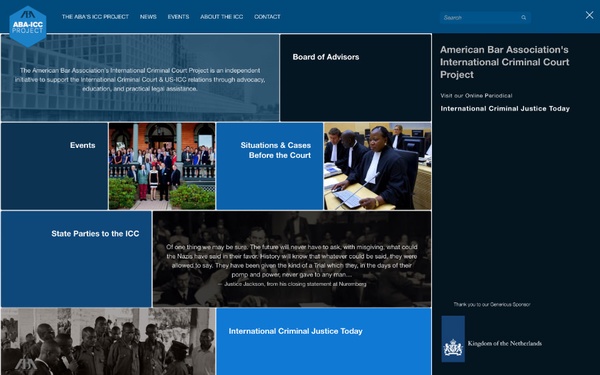 ABA-ICC
PROJECT
THE ABA'S ICC PROJECT
NEWS
EVENTS
ABOUT THE ICC
CONTACT
Search
The American Bar Association's International Criminal Court Project is an independent
initiative to support the International Criminal Court & US-ICC relations through advocacy,
education, and practical legal assistance.
Board of Advisors
Events
Situations & Cases
Before the Court
State Parties to the ICC
Of one thing we may be sure. The future will never have to ask, with misgiving, what could
the Nazis have said in their favor. History will know that whatever could be said, they were
allowed to say. They have been given the kind of a Trial which they, in the days of their
pomp and power, never gave to any man....
— Justice Jackson, from his closing statement at Nuremberg
International Criminal Justice Today
American Bar Association's
International Criminal Court
Project
Visit our Online Periodical
International Criminal Justice Today
Thank you to our Generous Sponsor
Kingdom of the Netherlands